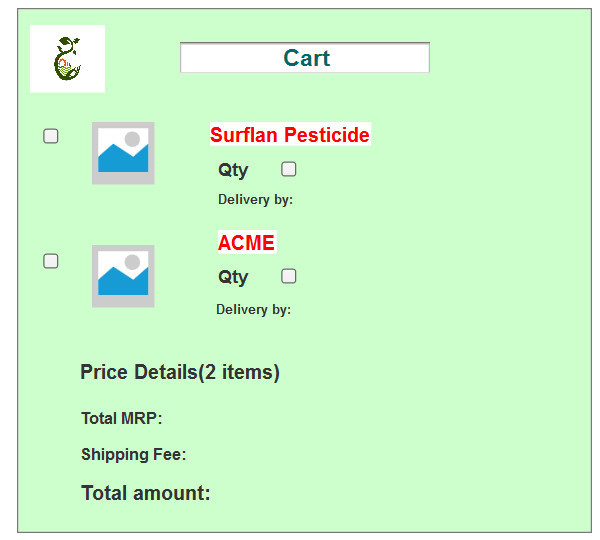 Cart
Surflan Pesticide
Qty
Delivery by:
ACME
Qty
Delivery by:
Price Details(2 items)
Total MRP:
Shipping Fee:
Total amount: